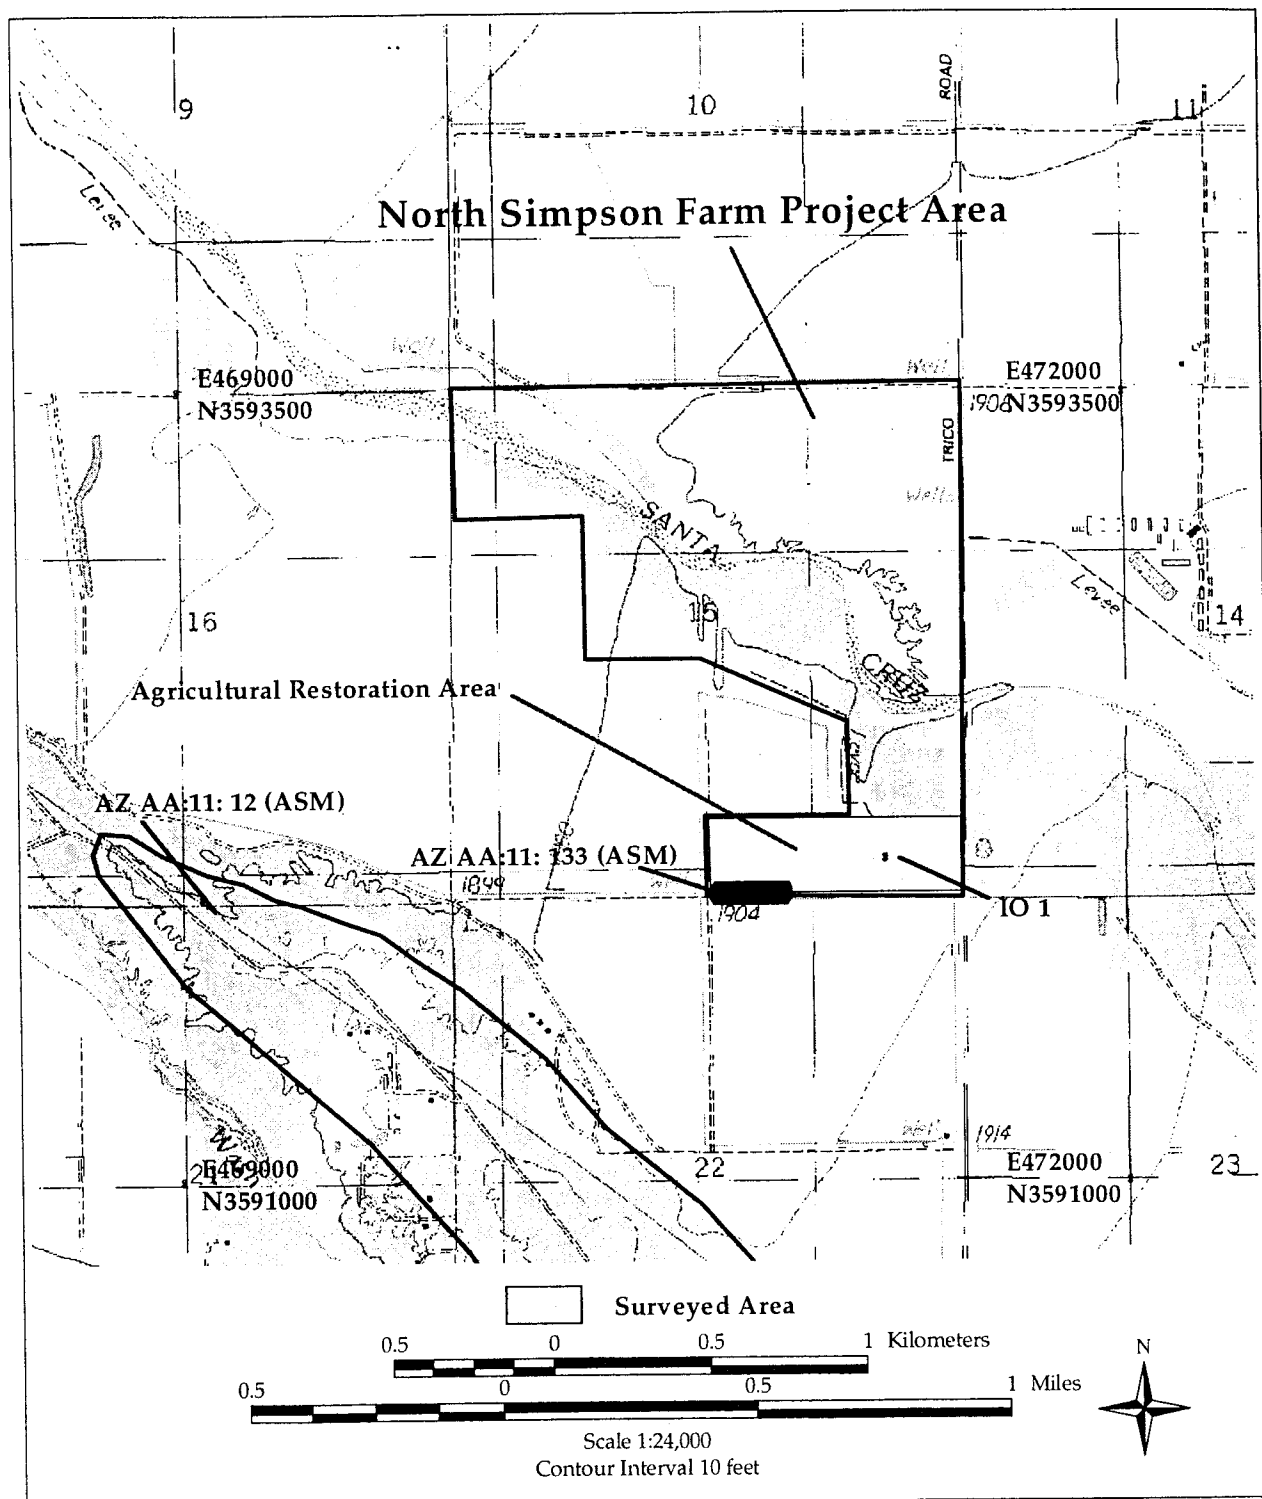 9
10
11
ROAD
Levee
North Simpson Farm Project Area
Well
Well
E469000
N3593500
E472000
1906 N3593500
TRICO
Well
SANTA
16
15
14
Levee
CRUZ
Agricultural Restoration Area
AZ AA:11: 12 (ASM)
AZ AA:11: 133 (ASM)
1849
1904
IO 1
1914
E469000
N3591000
22
E472000
N3591000
23
Surveyed Area
0.5 0 0.5 1 Kilometers
0.5 0 0.5 1 Miles
Scale 1:24,000
Contour Interval 10 feet
N